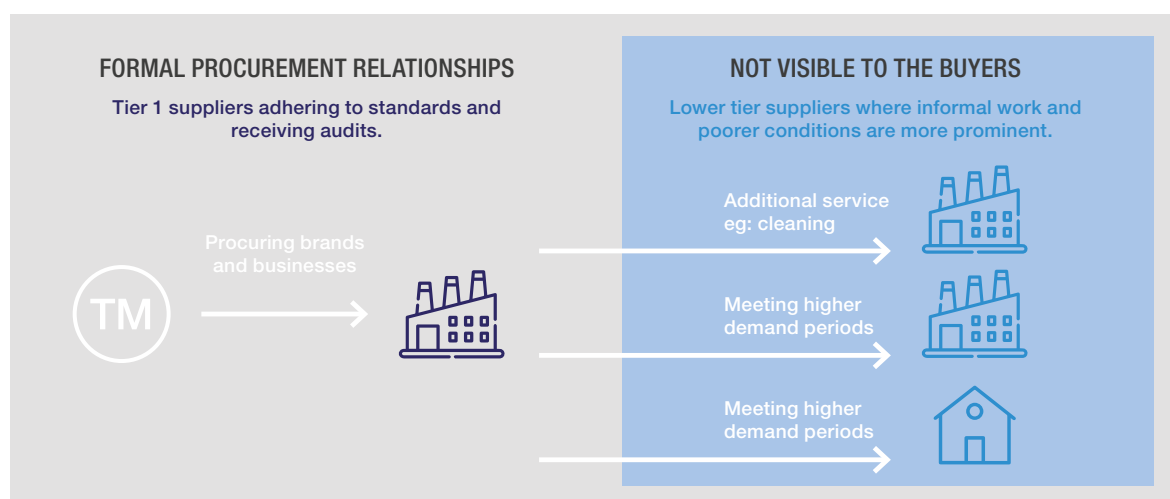 FORMAL PROCUREMENT RELATIONSHIPS
Tier 1 suppliers adhering to standards and
receiving audits.
NOT VISIBLE TO THE BUYERS
Lower tier suppliers where informal work and
poorer conditions are more prominent.
Procuring brands
and businesses
TM
Additional service
eg: cleaning
Meeting higher
demand periods
Meeting higher
demand periods